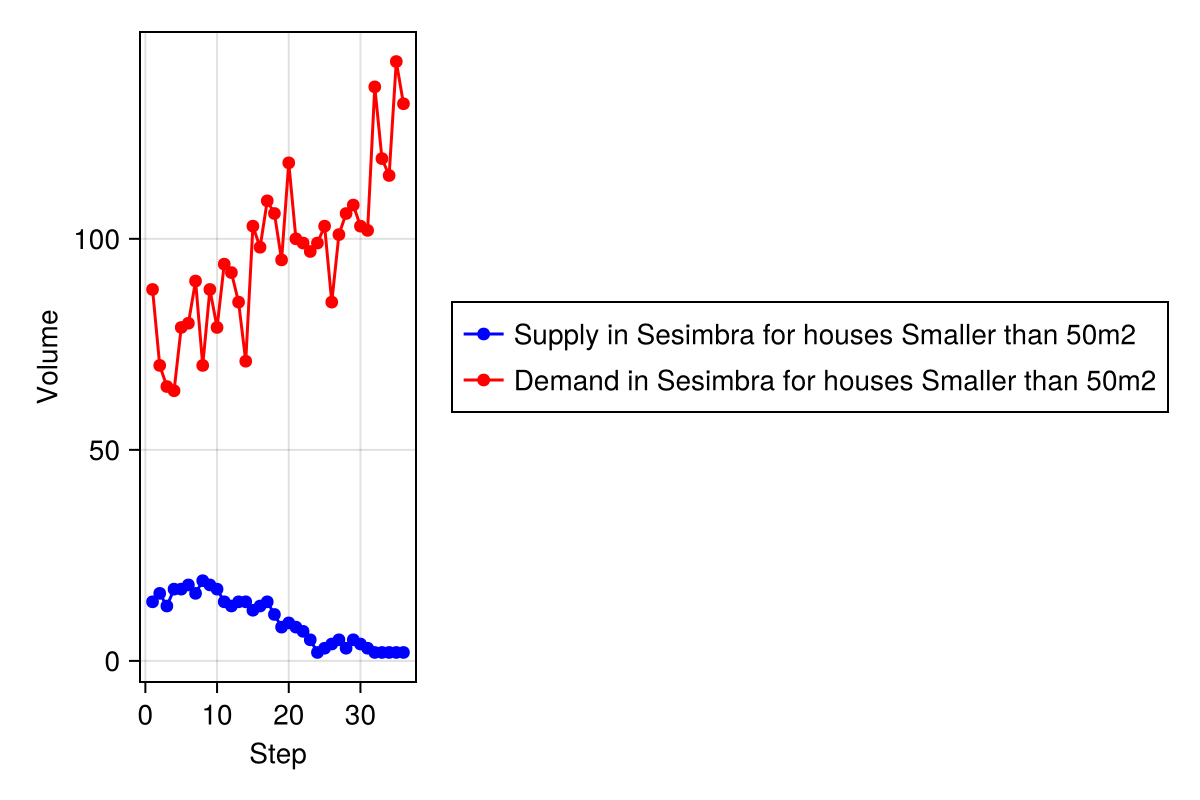 Volume
100
50
0
0 10 20 30
Step
Supply in Sesimbra for houses Smaller than 50m2
Demand in Sesimbra for houses Smaller than 50m2